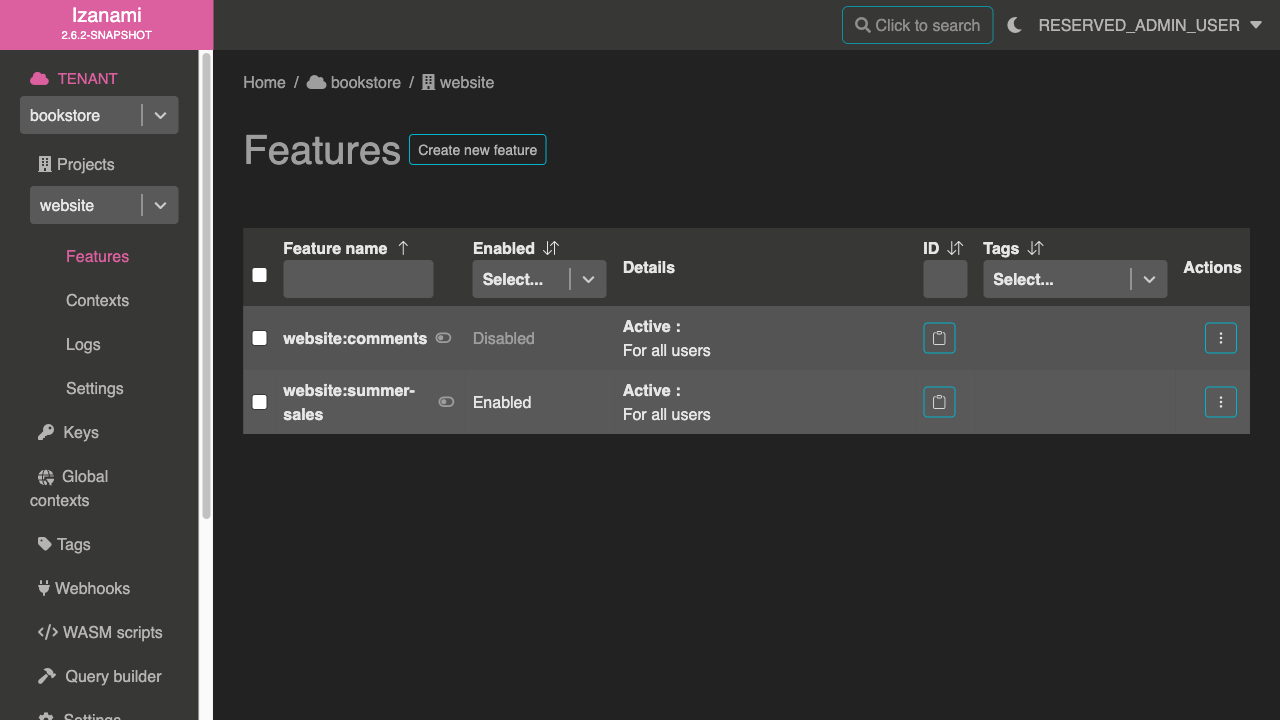 Izanami
2.6.2-SNAPSHOT
Click to search
RESERVED_ADMIN_USER
TENANT
bookstore
Projects
website
Features
Contexts
Logs
Settings
Keys
Global
contexts
Tags
Webhooks
WASM scripts
Query builder
Settings
Home / bookstore / website
Features
Create new feature
Feature name Enabled Details ID Tags Actions
Select... Select...
website:comments Disabled Active :
For all users
website:summer-
sales
Enabled Active :
For all users